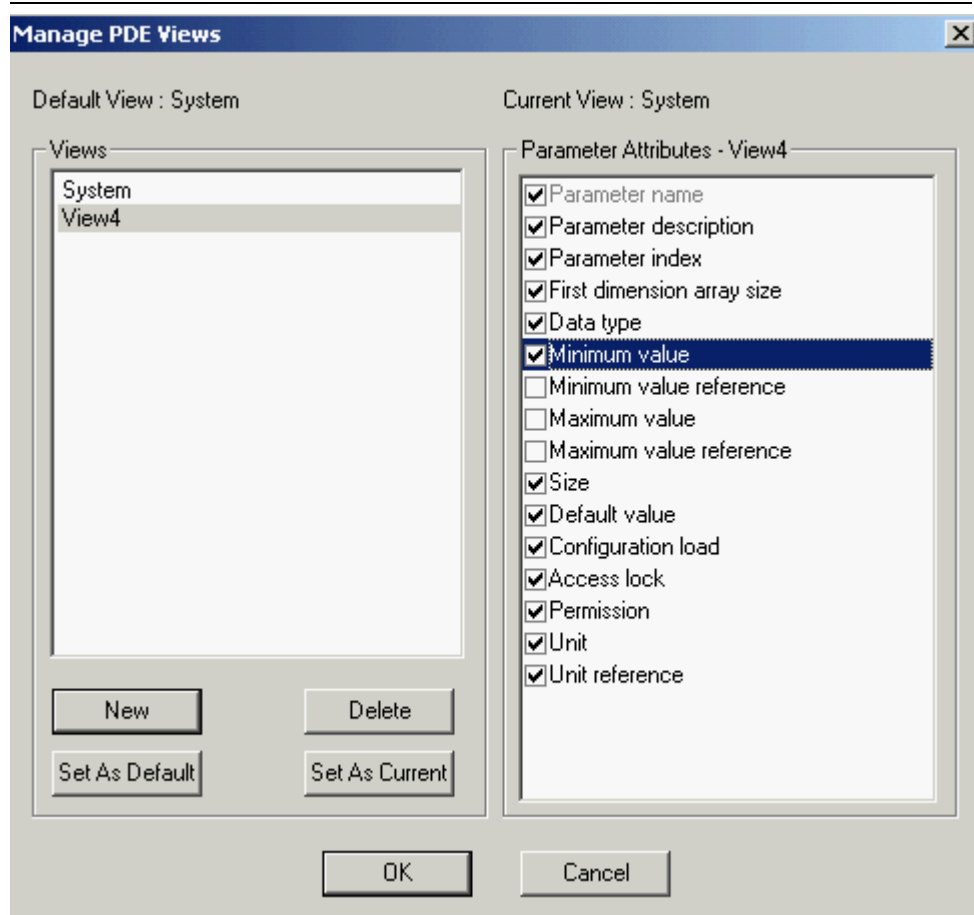 Manage PDE Views
Default View : System
Current View : System
Views
System
View4
New
Delete
Set As Default
Set As Current
Parameter Attributes - View4
Parameter name
Parameter description
Parameter index
First dimension array size
Data type
Minimum value
Minimum value reference
Maximum value
Maximum value reference
Size
Default value
Configuration load
Access lock
Permission
Unit
Unit reference
OK
Cancel